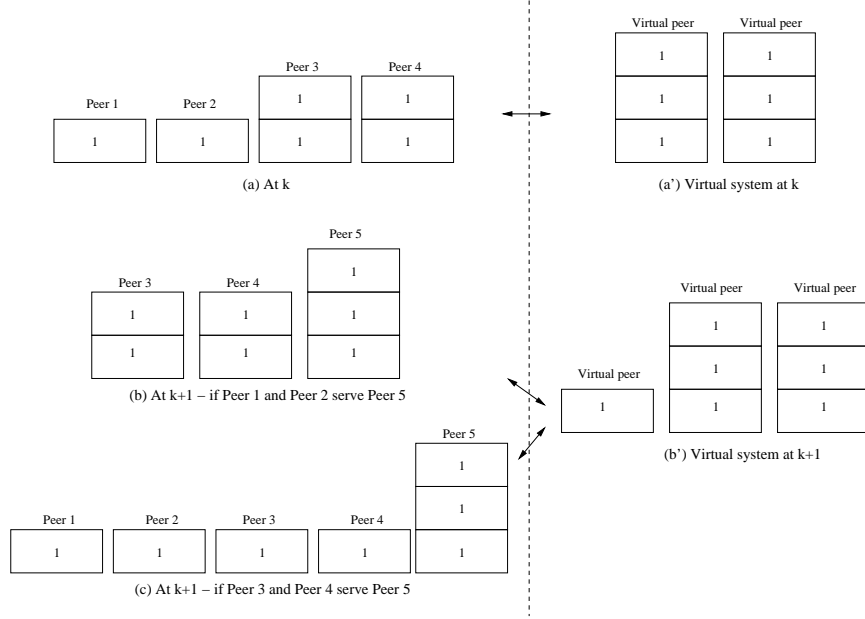 Virtual peer Virtual peer
Peer 3 Peer 4
1 1
Peer 1 Peer 2
1 1 1 1
1 1 1 1
1 1
(a) At k
(a') Virtual system at k
Peer 5
1
Peer 3 Peer 4
1 1 1
1 1 1
(b) At k+1 – if Peer 1 and Peer 2 serve Peer 5
Virtual peer Virtual peer
1 1
Virtual peer
1 1
1 1 1
(b') Virtual system at k+1
Peer 5
1
1
Peer 1 Peer 2 Peer 3 Peer 4
1 1 1 1 1
(c) At k+1 – if Peer 3 and Peer 4 serve Peer 5